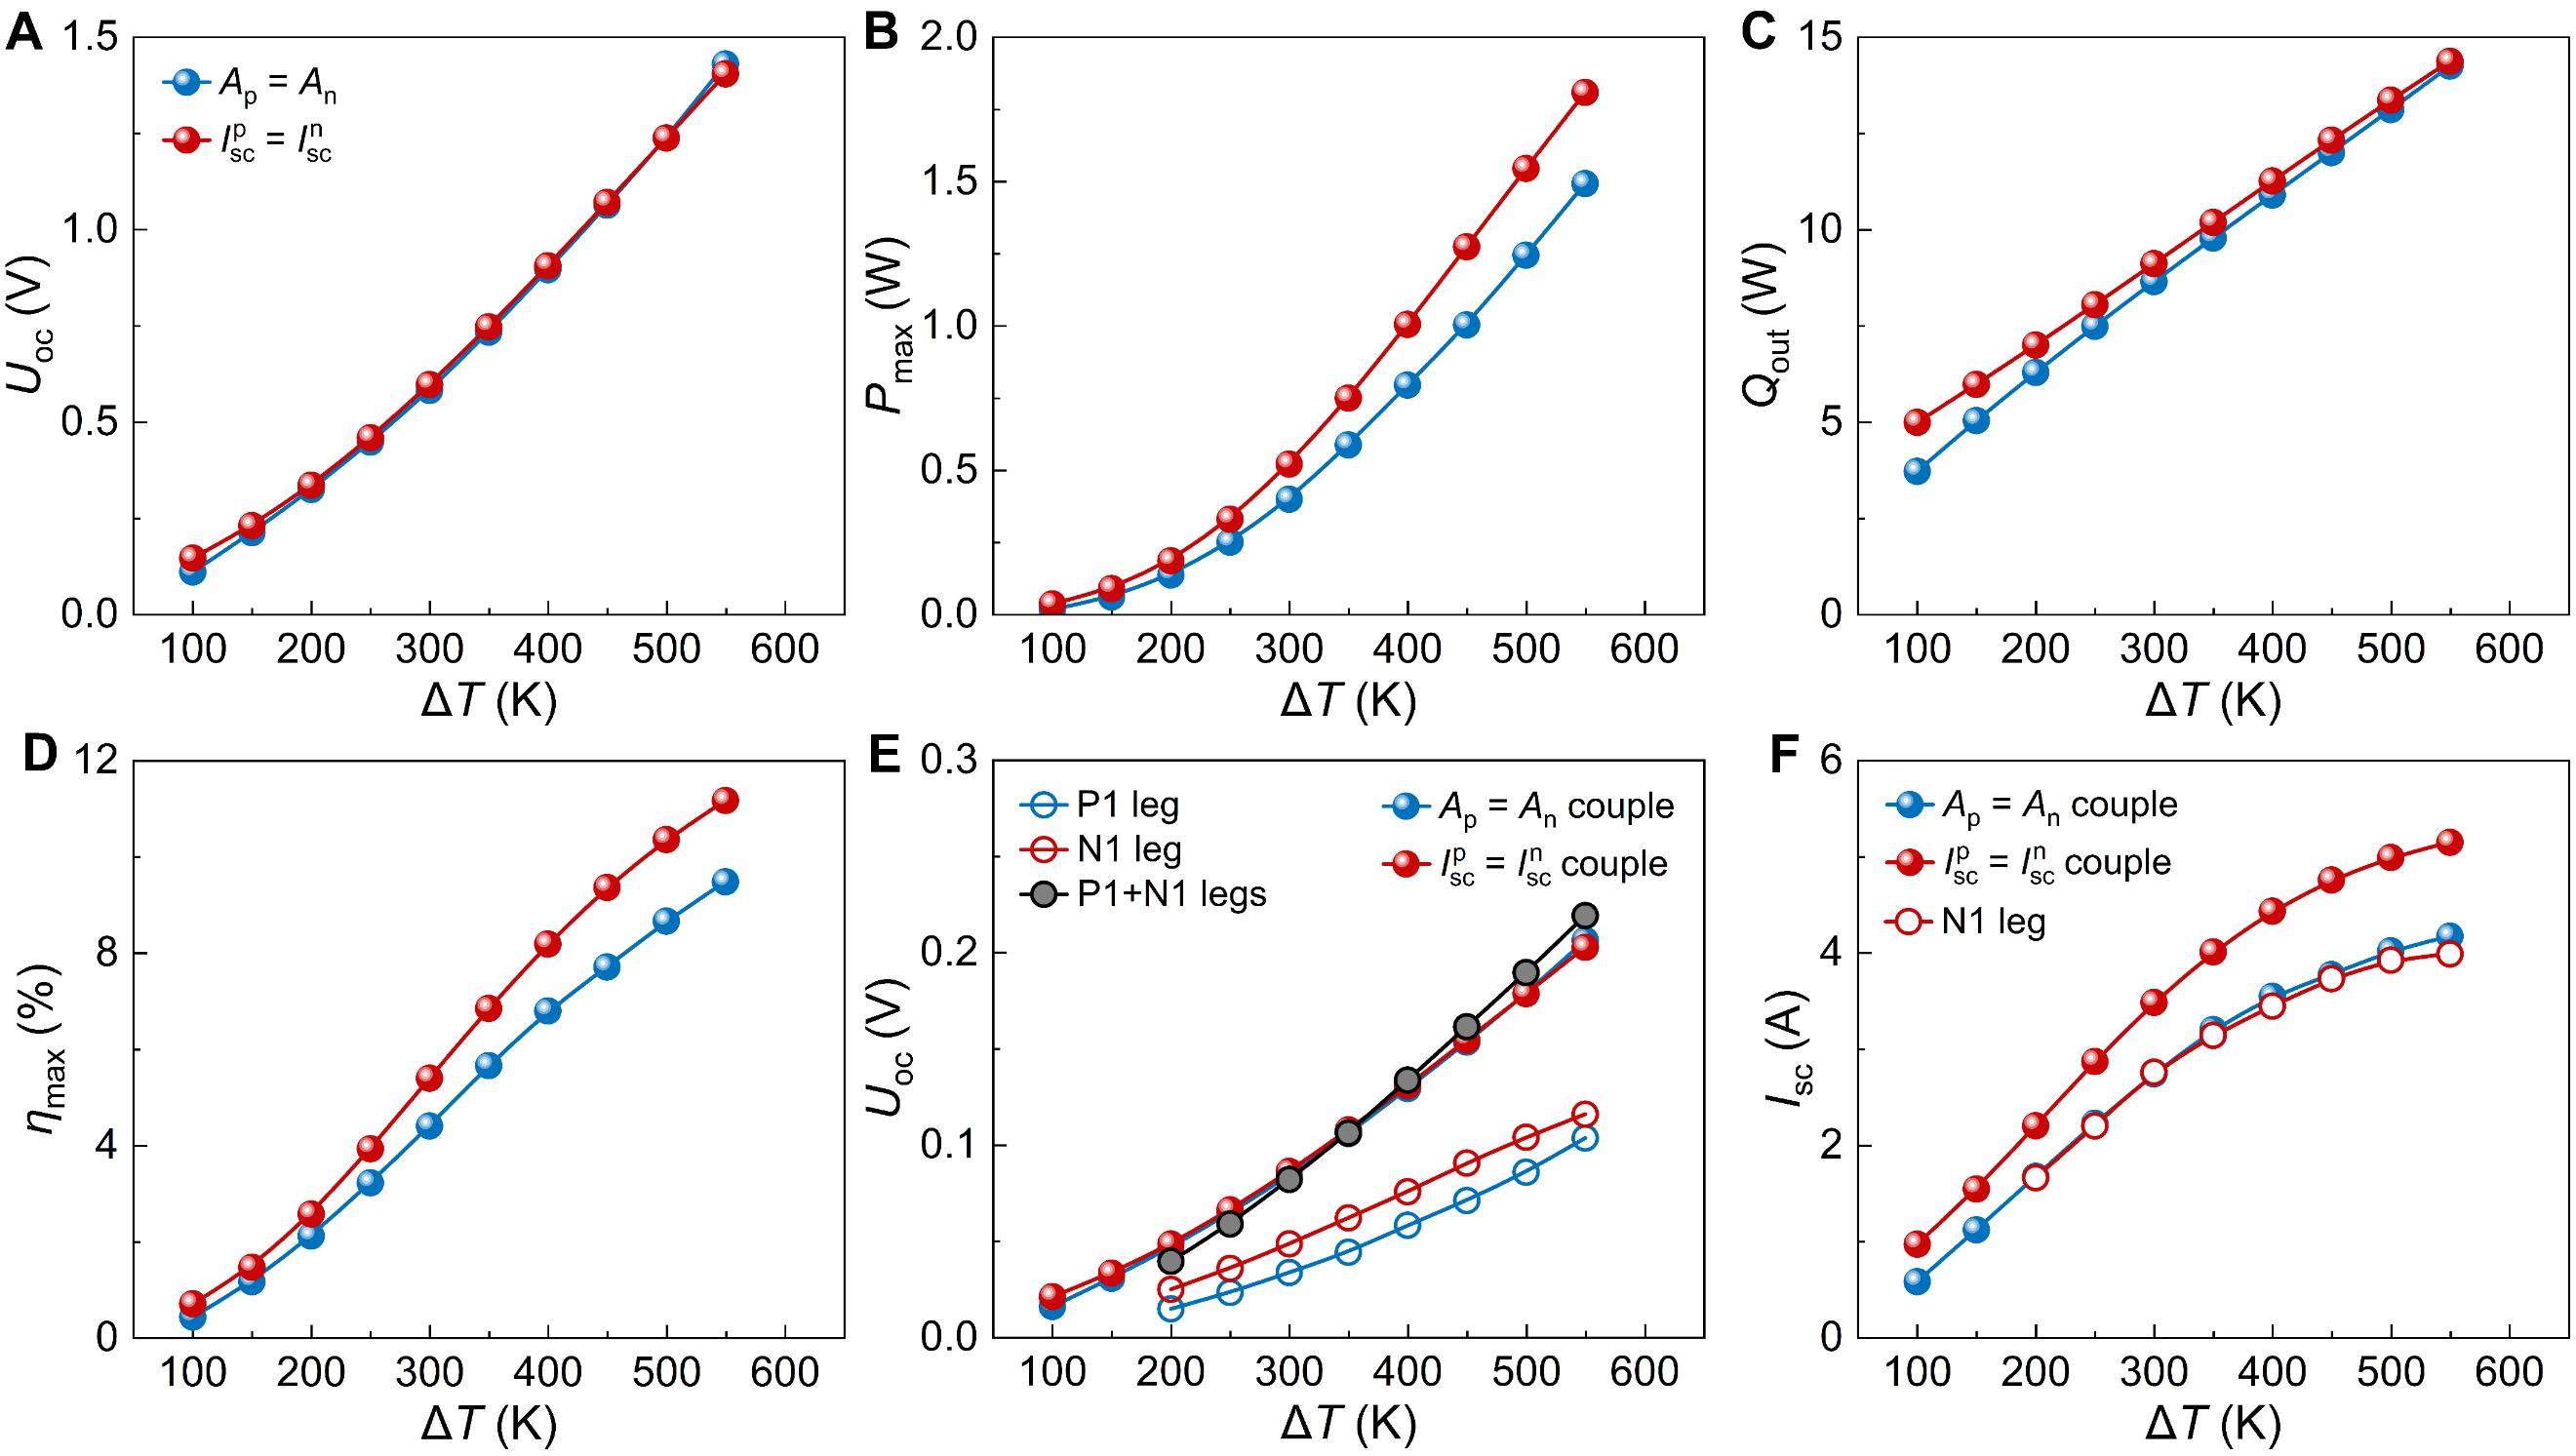 A
1.5
1.0
0.5
0.0
U_oc (V)
A_p = A_n
I_sc^p = I_sc^n
100 200 300 400 500 600
ΔT (K)
B
2.0
1.5
1.0
0.5
0.0
P_max (W)
100 200 300 400 500 600
ΔT (K)
C
15
10
5
0
Q_out (W)
100 200 300 400 500 600
ΔT (K)
D
12
8
4
0
η_max (%)
100 200 300 400 500 600
ΔT (K)
E
0.3
0.2
0.1
0.0
U_oc (V)
P1 leg
N1 leg
P1+N1 legs
A_p = A_n couple
I_sc^p = I_sc^n couple
100 200 300 400 500 600
ΔT (K)
F
6
4
2
0
I_sc (A)
A_p = A_n couple
I_sc^p = I_sc^n couple
N1 leg
100 200 300 400 500 600
ΔT (K)